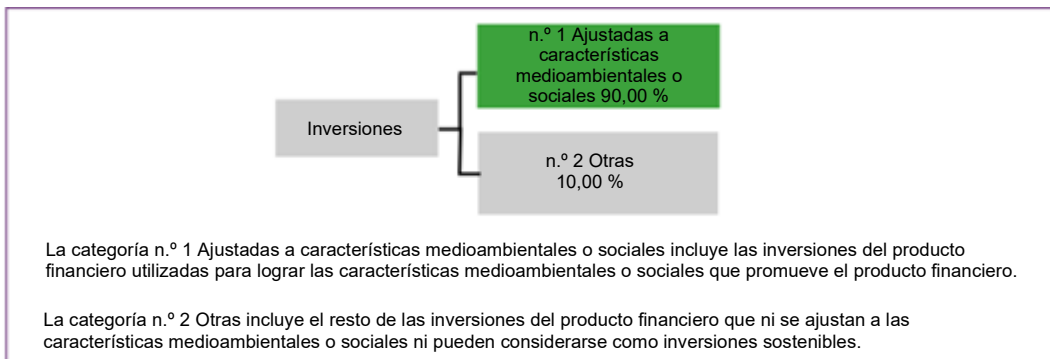 n.º 1 Ajustadas a
características
medioambientales o
sociales 90,00 %
Inversiones
n.º 2 Otras
10,00 %
La categoría n.º 1 Ajustadas a características medioambientales o sociales incluye las inversiones del producto
financiero utilizadas para lograr las características medioambientales o sociales que promueve el producto financiero.
La categoría n.º 2 Otras incluye el resto de las inversiones del producto financiero que ni se ajustan a las
características medioambientales o sociales ni pueden considerarse como inversiones sostenibles.